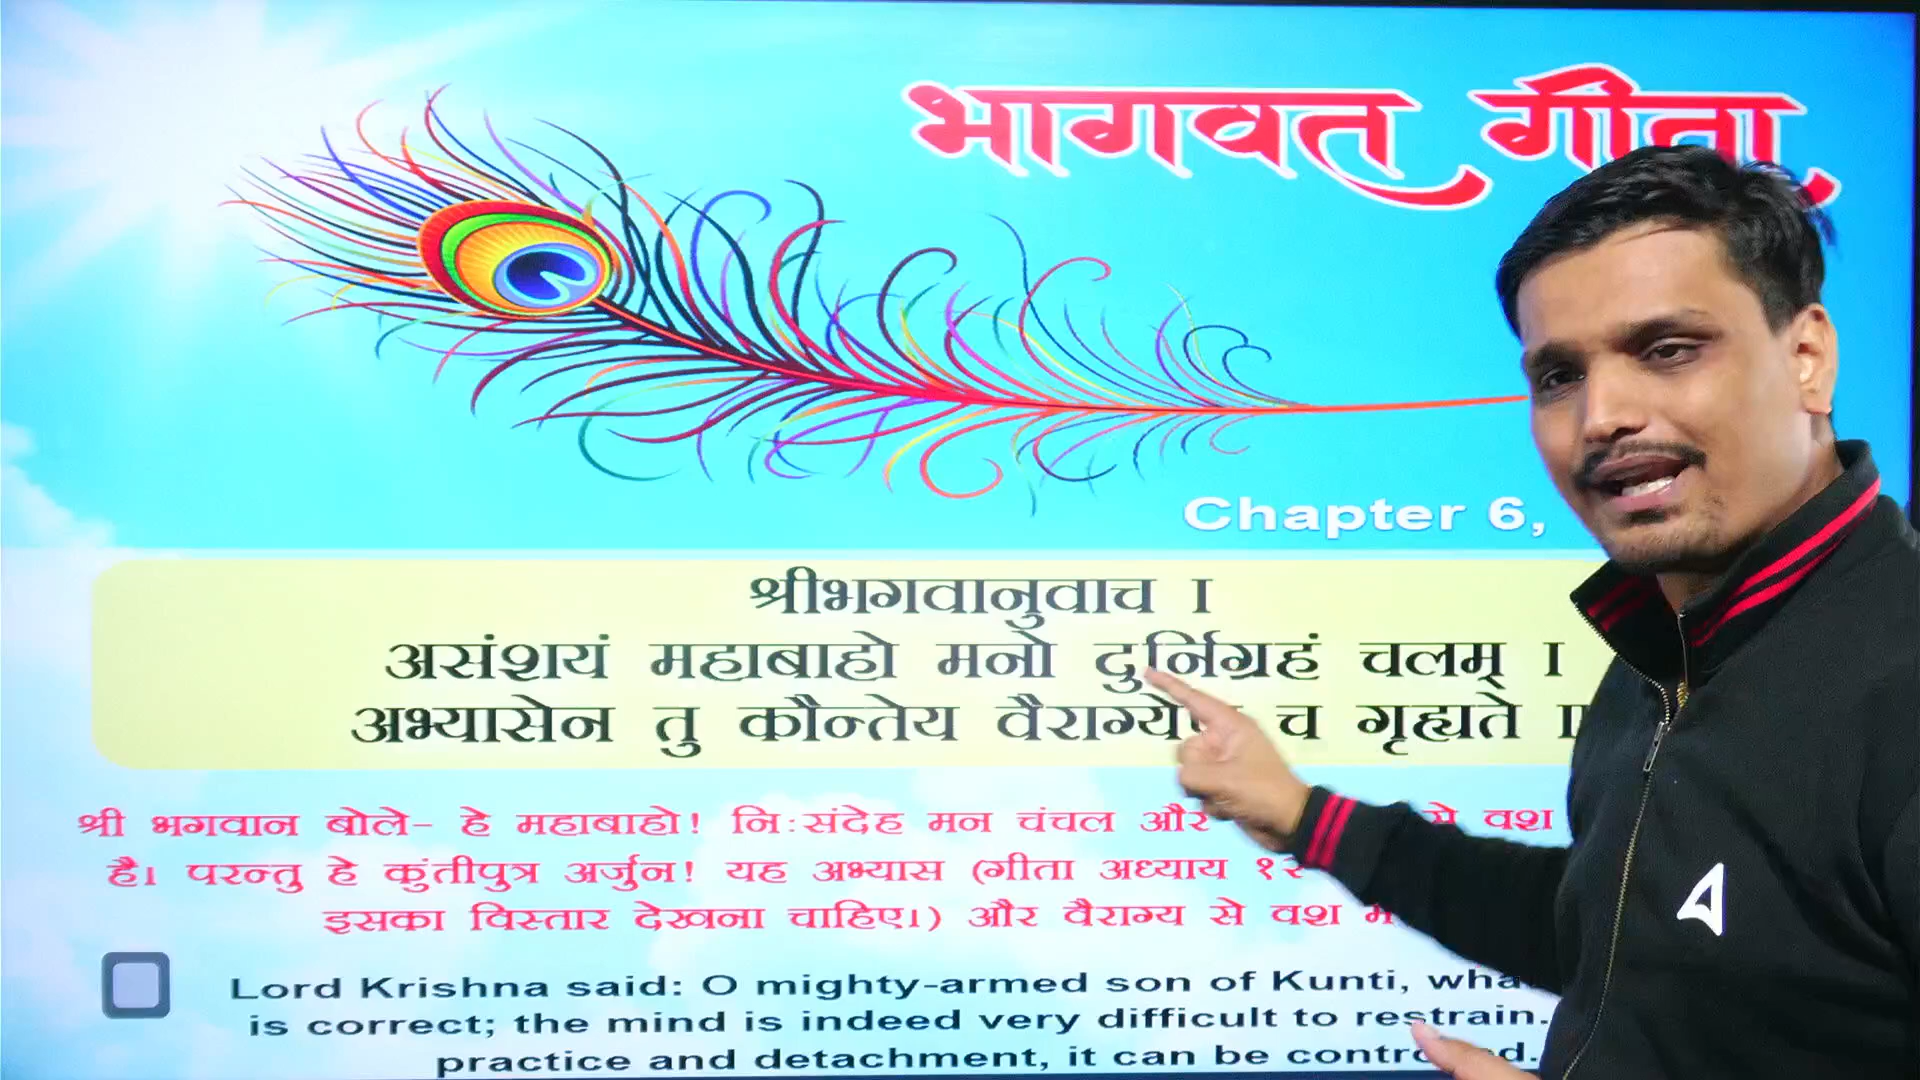 भागवत गीता
Chapter 6,
श्रीभगवानुवाच ।
असंशयं महाबाहो मनो दुर्निग्रहं चलम् ।
अभ्यासेन तु कौन्तेय च गृह्यते ॥
श्री भगवान बोले- हे महाबाहो! नि:संदेह मन चंचल और से वश
है। परन्तु हे कुंतीपुत्र अर्जुन! यह अभ्यास (गीता अध्याय १२
इसका विस्तार देखना चाहिए।) और वैराग्य से वश
Lord Krishna said: O mighty-armed son of Kunti,
is correct; the mind is indeed very difficult to restrain.
practice and detachment, it can be